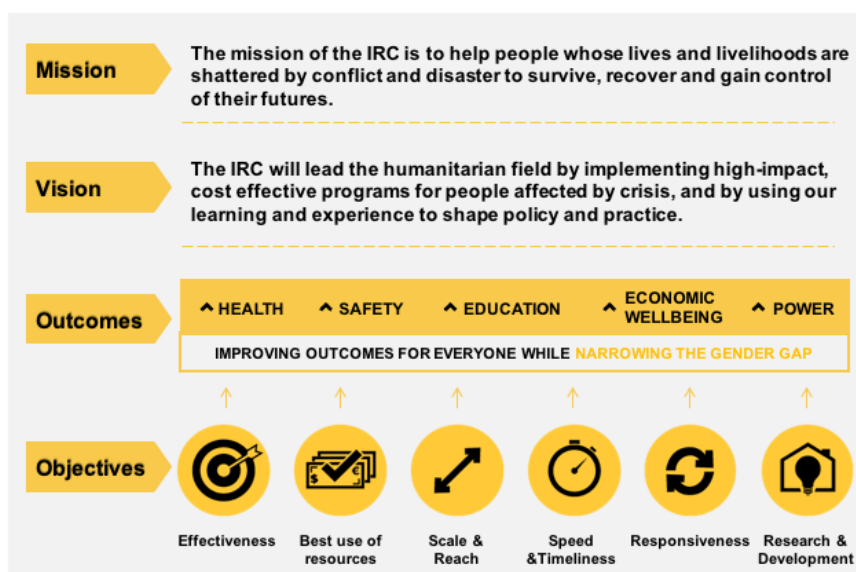 Mission
The mission of the IRC is to help people whose lives and livelihoods are
shattered by conflict and disaster to survive, recover and gain control
of their futures.
Vision
The IRC will lead the humanitarian field by implementing high-impact,
cost effective programs for people affected by crisis, and by using our
learning and experience to shape policy and practice.
Outcomes
HEALTH
SAFETY
EDUCATION
ECONOMIC
WELLBEING
POWER
IMPROVING OUTCOMES FOR EVERYONE WHILE NARROWING THE GENDER GAP
Objectives
$ €
Effectiveness
Best use of
resources
Scale &
Reach
Speed
&Timeliness
Responsiveness
Research &
Development